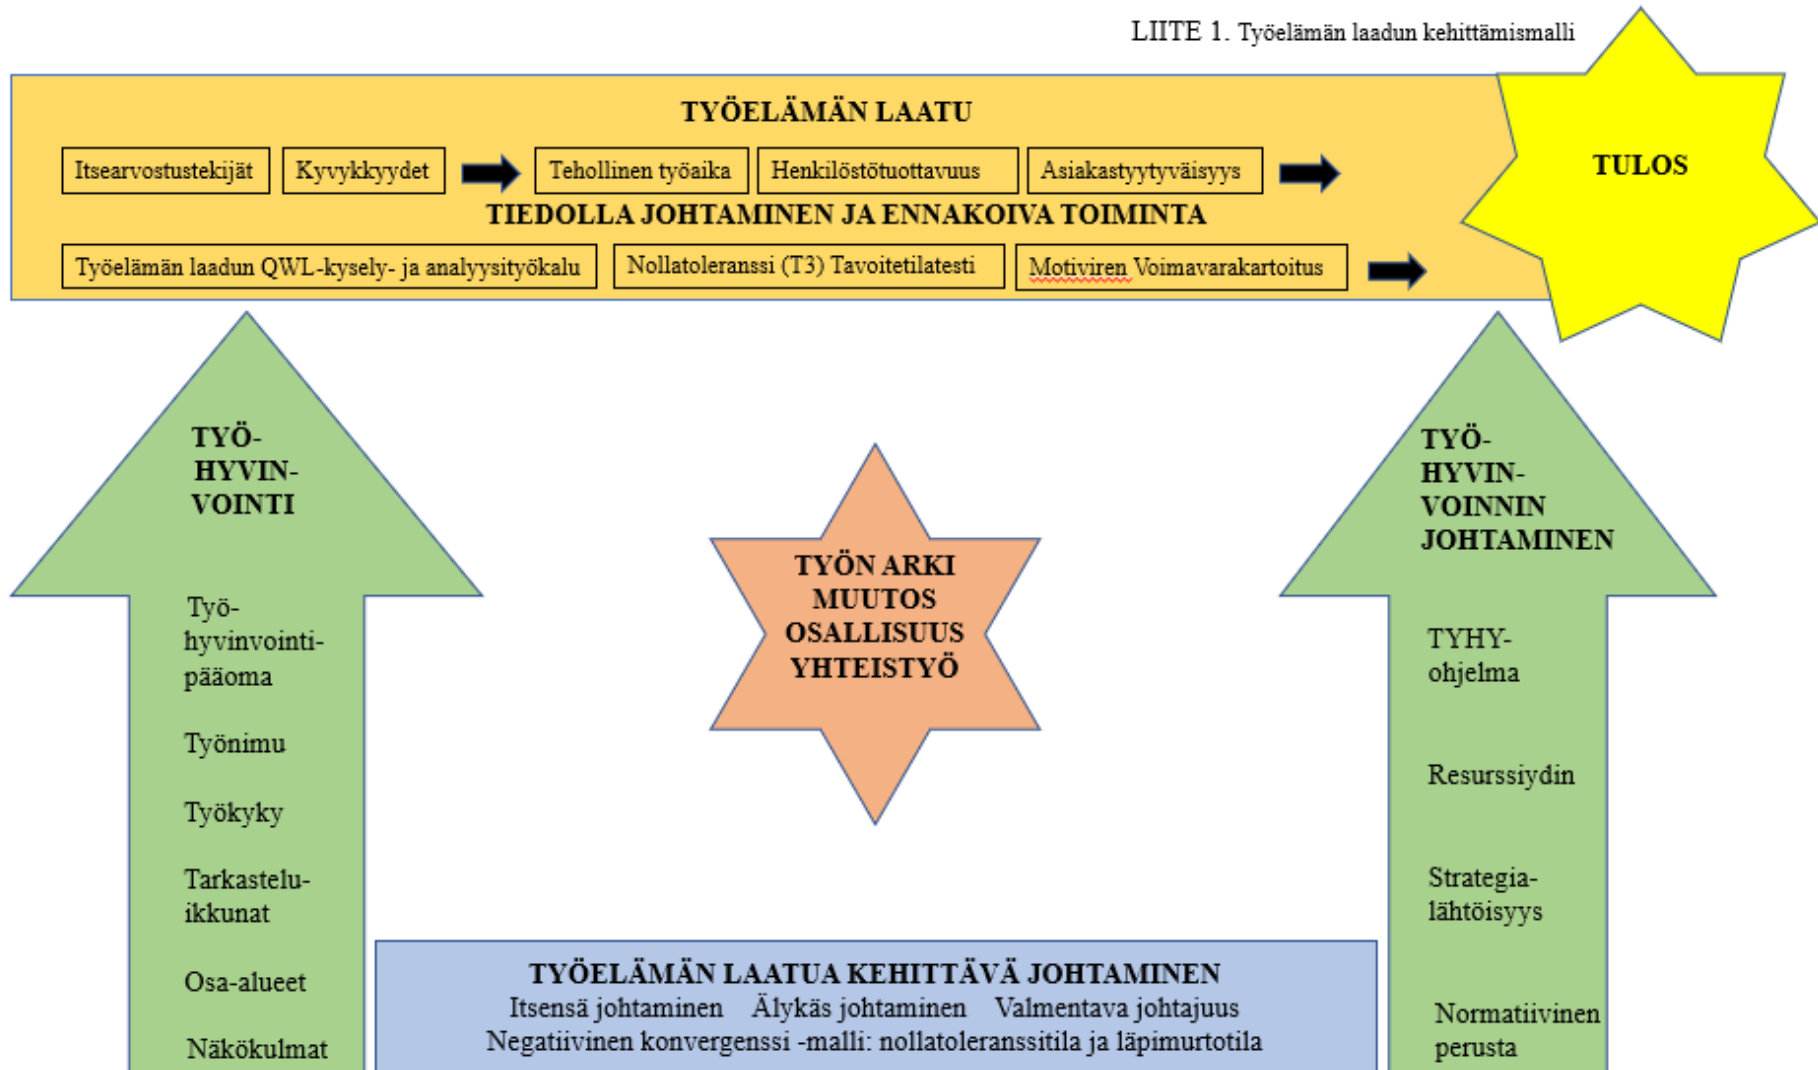 LIITE 1. Työelämän laadun kehittämismalli
TYÖELÄMÄN LAATU
Itsearvostustekijät
Kyvykkyydet
Tehollinen työaika
Henkilöstötuottavuus
Asiakastyytyväisyys
TULOS
TIEDOLLA JOHTAMINEN JA ENNAKOIVA TOIMINTA
Työelämän laadun QWL-kysely- ja analyysityökalu
Nollatoleranssi (T3) Tavoitetilatesti
Motiviren Voimavarakartoitus
TYÖ-
HYVIN-
VOINTI
Työ-
hyvinvointi-
pääoma
Työnimu
Työkyky
Tarkastelu-
ikkunat
Osa-alueet
Näkökulmat
TYÖN ARKI
MUUTOS
OSALLISUUS
YHTEISTYÖ
TYÖELÄMÄN LAATUA KEHITTÄVÄ JOHTAMINEN
Itsensä johtaminen Älykäs johtaminen Valmentava johtajuus
Negatiivinen konvergenssi -malli: nollatoleranssitila ja läpimurtotila
TYÖ-
HYVIN-
VOINNIN
JOHTAMINEN
TYHY-
ohjelma
Resurssiydin
Strategia-
lähtöisyys
Normatiivinen
perusta